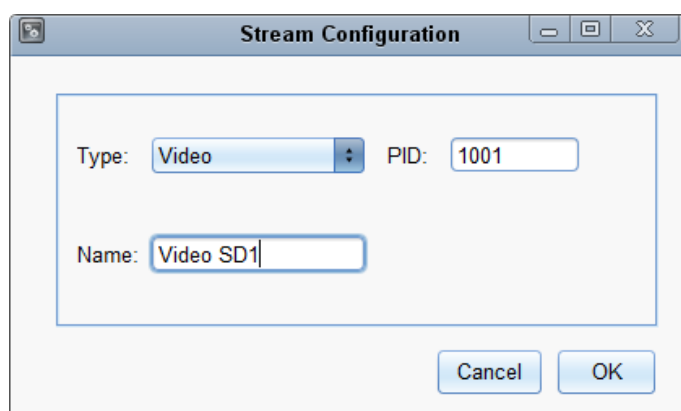 Stream Configuration
Type: Video PID: 1001
Name: Video SD1
Cancel OK